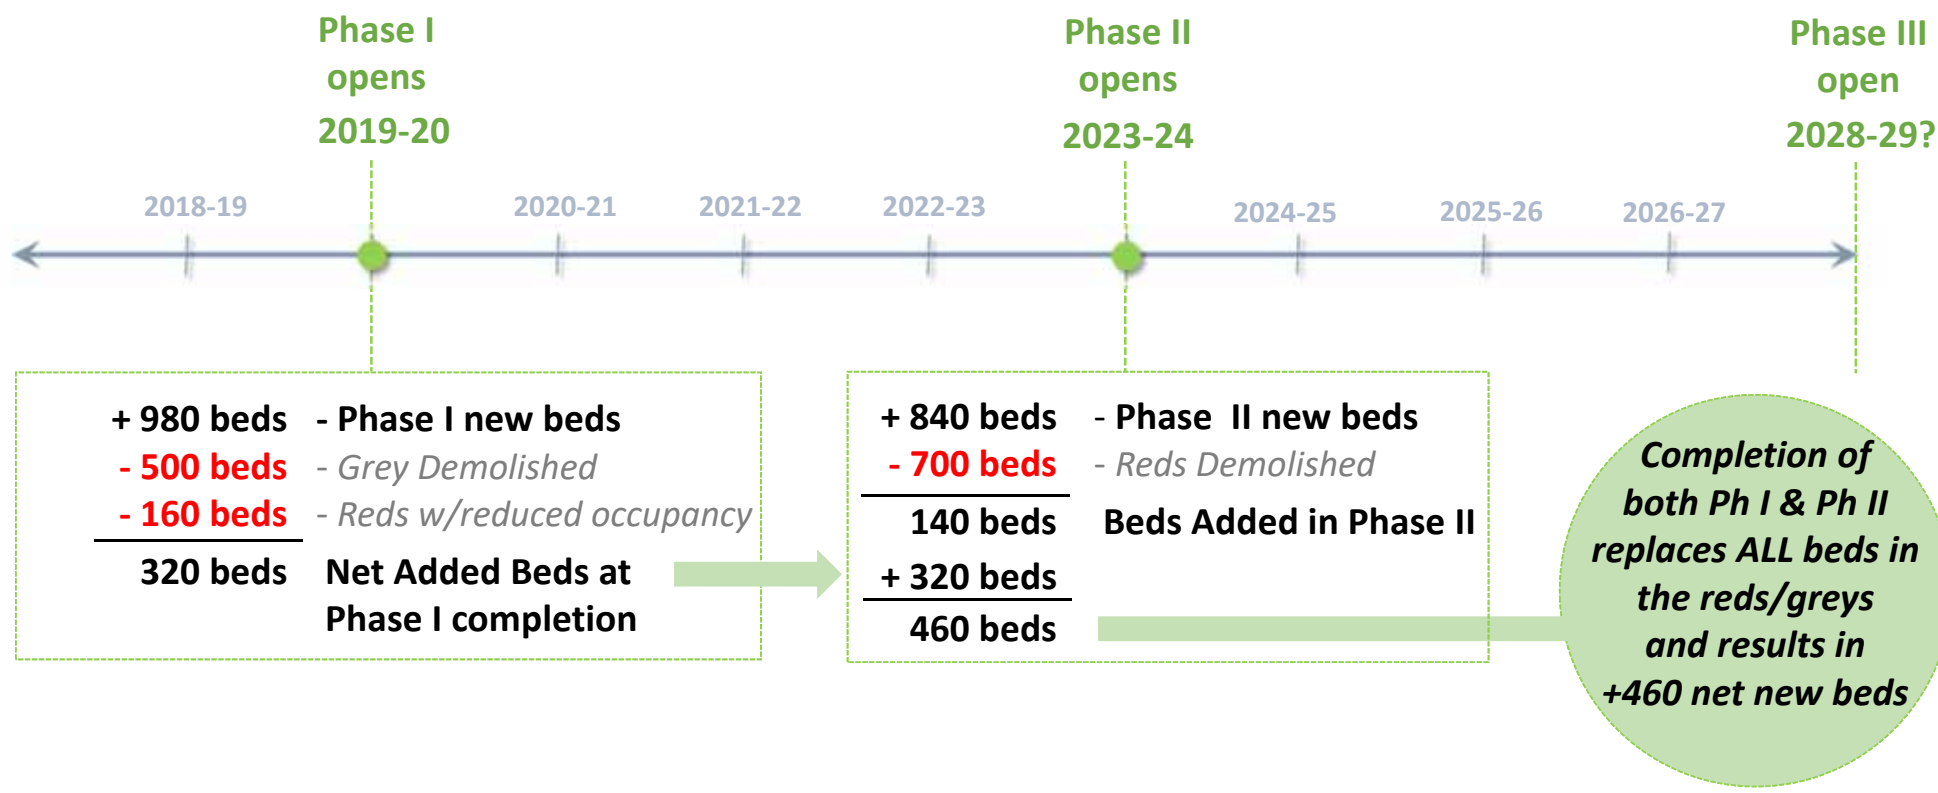 Phase I
opens
2019-20
Phase II
opens
2023-24
Phase III
open
2028-29?
2018-19
2020-21
2021-22
2022-23
2024-25
2025-26
2026-27
+ 980 beds - Phase I new beds
- 500 beds - Grey Demolished
- 160 beds - Reds w/reduced occupancy
320 beds Net Added Beds at
Phase I completion
+ 840 beds - Phase II new beds
- 700 beds - Reds Demolished
140 beds Beds Added in Phase II
+ 320 beds
460 beds
Completion of
both Ph I & Ph II
replaces ALL beds in
the reds/greys
and results in
+460 net new beds